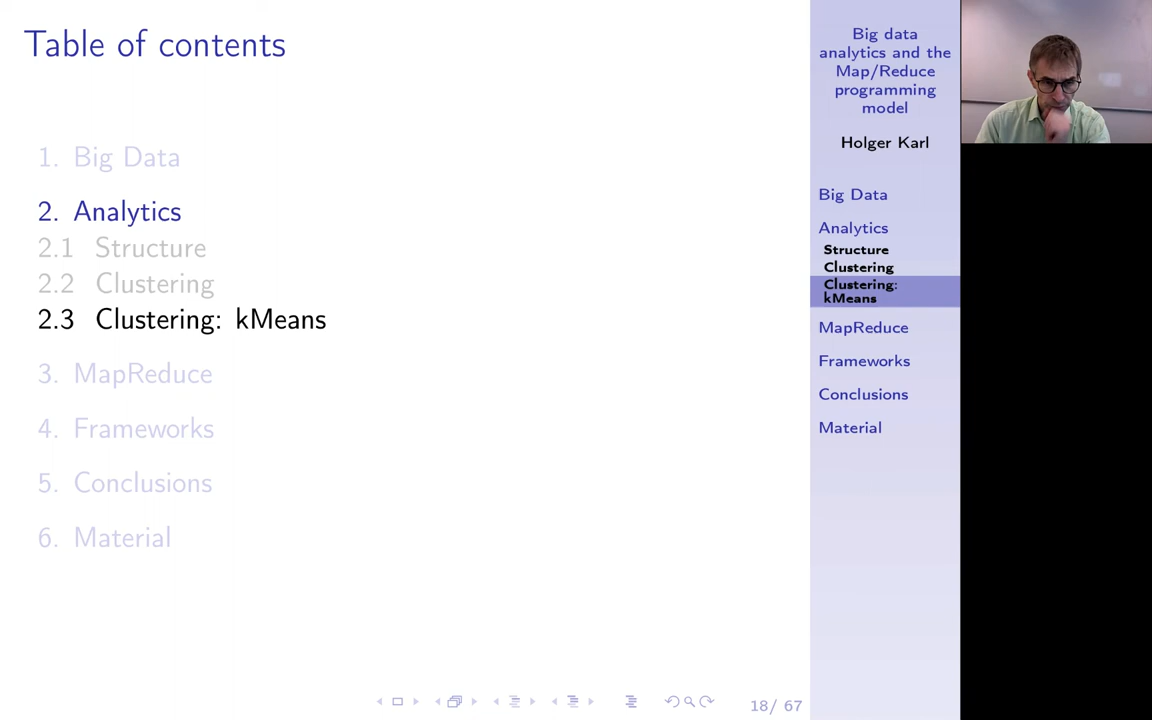 Table of contents
1. Big Data
2. Analytics
2.1 Structure
2.2 Clustering
2.3 Clustering: kMeans
3. MapReduce
4. Frameworks
5. Conclusions
6. Material
18/ 67
Big data
analytics and the
Map/Reduce
programming
model
Holger Karl
Big Data
Analytics
Structure
Clustering
Clustering:
kMeans
MapReduce
Frameworks
Conclusions
Material